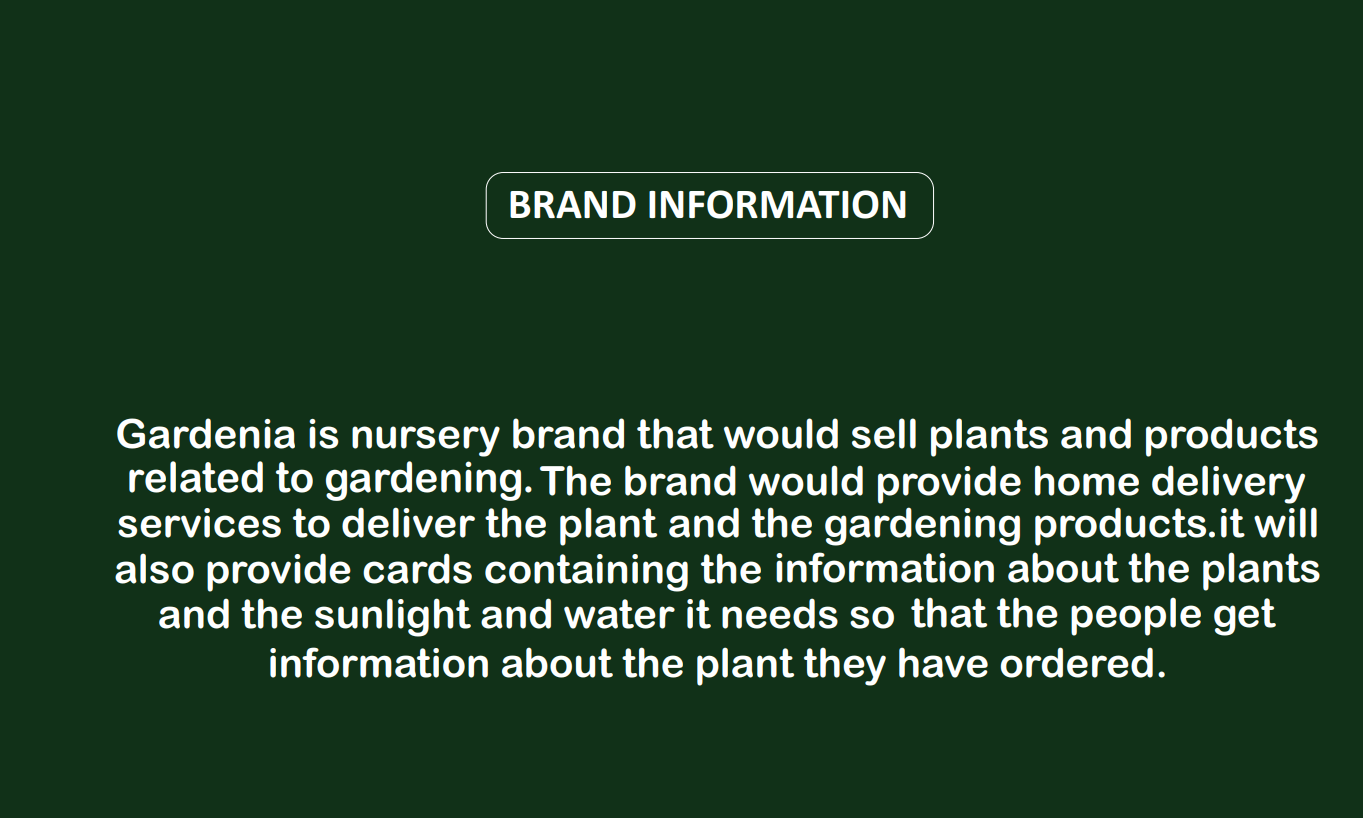 BRAND INFORMATION
Gardenia is nursery brand that would sell plants and products
related to gardening. The brand would provide home delivery
services to deliver the plant and the gardening products.it will
also provide cards containing the information about the plants
and the sunlight and water it needs so that the people get
information about the plant they have ordered.